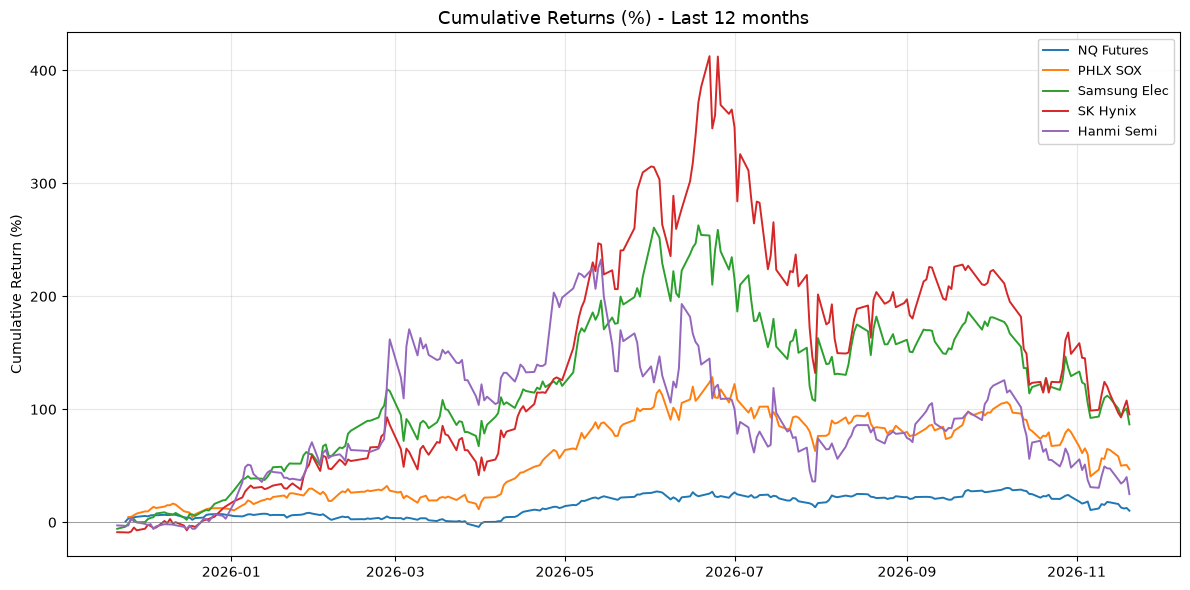 Cumulative Returns (%) - Last 12 months
NQ Futures
PHLX SOX
Samsung Elec
SK Hynix
Hanmi Semi
Cumulative Return (%)
400
300
200
100
0
2026-01
2026-03
2026-05
2026-07
2026-09
2026-11